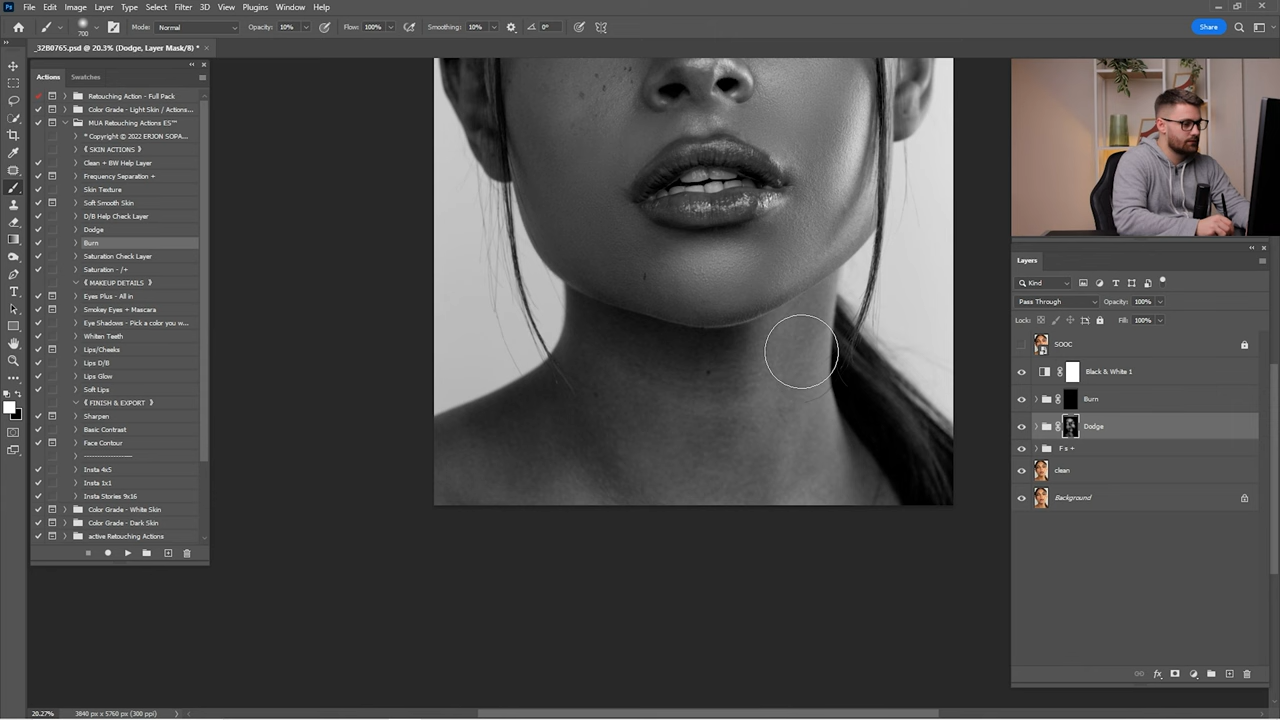 Ps File Edit Image Layer Type Select Filter 3D View Plugins Window Help
700 Mode: Normal Opacity: 10% Flow: 100% Smoothing: 10% 0° Share
_32B0765.psd @ 20.3% (Dodge, Layer Mask/8) * ×
Actions Swatches
Retouching Action - Full Pack
Color Grade - Light Skin / Actions...
MUA Retouching Actions ES™
* Copyright © 2022 ERJON SOPA...
《 SKIN ACTIONS 》
Clean + BW Help Layer
Frequency Separation +
Skin Texture
Soft Smooth Skin
D/B Help Check Layer
Dodge
Burn
Saturation Check Layer
Saturation - /+
《 MAKEUP DETAILS 》
Eyes Plus - All in
Smokey Eyes + Mascara
Eye Shadows - Pick a color you w...
Whiten Teeth
Lips/Cheeks
Lips D/B
Lips Glow
Soft Lips
《 FINISH & EXPORT 》
Sharpen
Basic Contrast
Face Contour
--------------------
Insta 4x5
Insta 1x1
Insta Stories 9x16
Color Grade - White Skin
Color Grade - Dark Skin
active Retouching Actions
Layers
Kind
Pass Through Opacity: 100%
Lock: Fill: 100%
SOOC
Black & White 1
Burn
Dodge
F s +
clean
Background
fx
20.27% 3840 px x 5760 px (300 ppi)